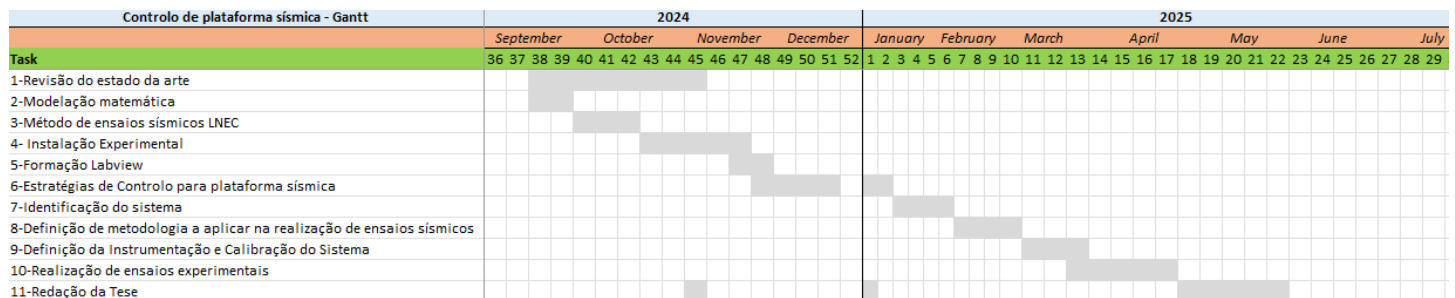 Controlo de plataforma sísmica - Gantt 2024 2025
September October November December January February March April May June July
Task 36 37 38 39 40 41 42 43 44 45 46 47 48 49 50 51 52 1 2 3 4 5 6 7 8 9 10 11 12 13 14 15 16 17 18 19 20 21 22 23 24 25 26 27 28 29
1-Revisão do estado da arte
2-Modelação matemática
3-Método de ensaios sísmicos LNEC
4- Instalação Experimental
5-Formação Labview
6-Estratégias de Controlo para plataforma sísmica
7-Identificação do sistema
8-Definição de metodologia a aplicar na realização de ensaios sísmicos
9-Definição da Instrumentação e Calibração do Sistema
10-Realização de ensaios experimentais
11-Redação da Tese